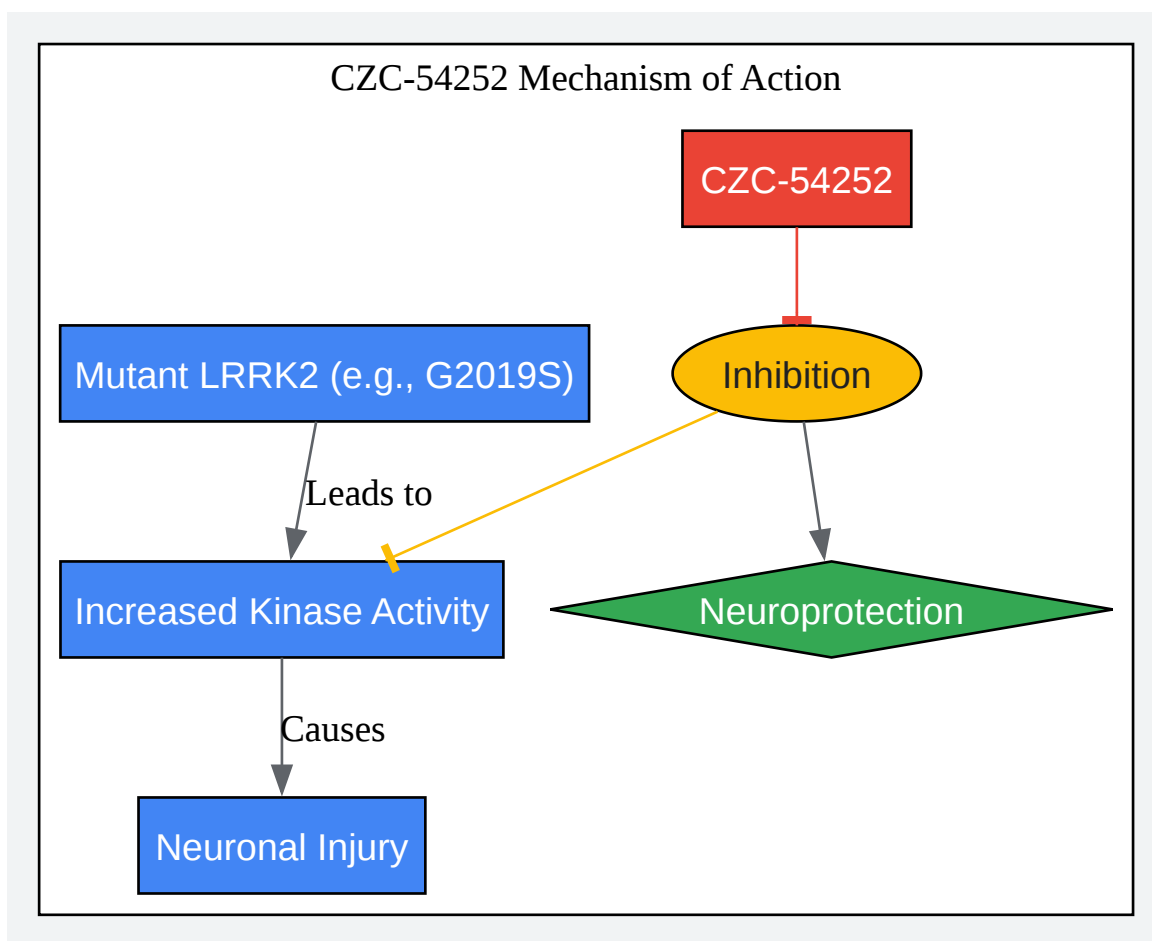 CZC-54252 Mechanism of Action
CZC-54252
Mutant LRRK2 (e.g., G2019S)
Inhibition
Leads to
Increased Kinase Activity
Neuroprotection
Causes
Neuronal Injury